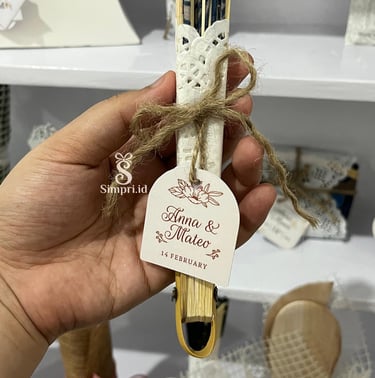 Simpri.id
Anna &
Mateo
14 FEBRUARY